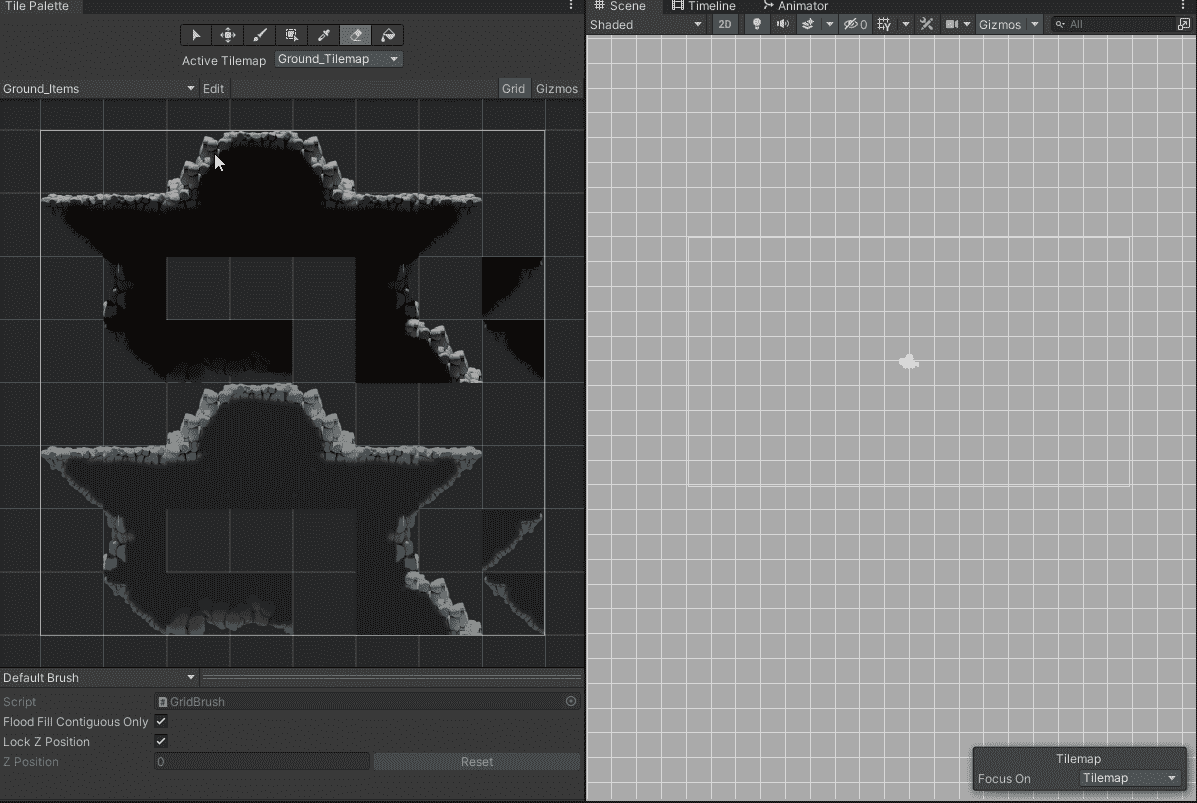 Tile Palette
Active Tilemap Ground_Tilemap
Ground_Items Edit Grid Gizmos
Default Brush
Script # GridBrush
Flood Fill Contiguous Only
Lock Z Position
Z Position 0 Reset
Scene Timeline Animator
Shaded 2D 0 Gizmos All
Tilemap
Focus On Tilemap